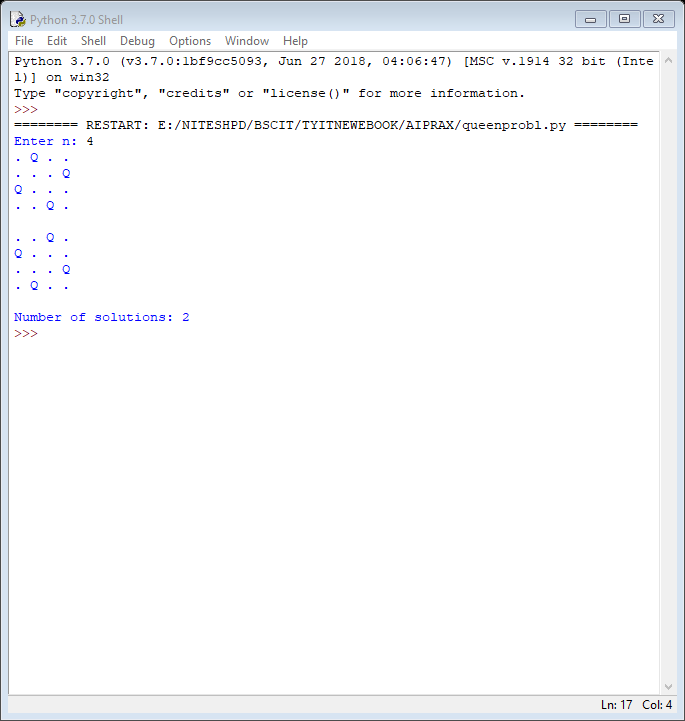 Python 3.7.0 Shell
File Edit Shell Debug Options Window Help
Python 3.7.0 (v3.7.0:1bf9cc5093, Jun 27 2018, 04:06:47) [MSC v.1914 32 bit (Inte
l)] on win32
Type "copyright", "credits" or "license()" for more information.
>>>
======== RESTART: E:/NITESHPD/BSCIT/TYITNEWEBOOK/AIPRAX/queenprobl.py ========
Enter n: 4
. Q . .
. . . Q
Q . . .
. . Q .

. . Q .
Q . . .
. . . Q
. Q . .

Number of solutions: 2
>>>
Ln: 17 Col: 4